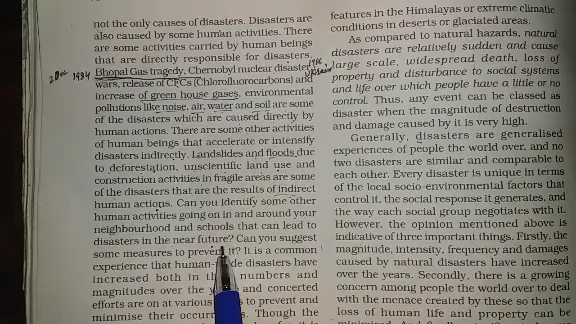 not the only causes of disasters. Disasters are
also caused by some human activities. There
are some activities carried by human beings
that are directly responsible for disasters.
Bhopal Gas tragedy, Chernobyl nuclear disaster,
wars, release of CFCs (Chlorofluorocarbons) and
increase of green house gases, environmental
pollutions like noise, air, water and soil are some
of the disasters which are caused directly by
human actions. There are some other activities
of human beings that accelerate or intensify
disasters indirectly. Landslides and floods due
to deforestation, unscientific land use and
construction activities in fragile areas are some
of the disasters that are the results of indirect
human actions. Can you identify some other
human activities going on in and around your
neighbourhood and schools that can lead to
disasters in the near future? Can you suggest
some measures to prevent it? It is a common
experience that human-made disasters have
increased both in numbers and
magnitudes over the and concerted
efforts are on at various to prevent and
minimise their Though the
1984
1986
features in the Himalayas or extreme climatic
conditions in deserts or glaciated areas.
As compared to natural hazards, natural
disasters are relatively sudden and cause
large scale, widespread death, loss of
property and disturbance to social systems
and life over which people have a little or no
control. Thus, any event can be classed as
disaster when the magnitude of destruction
and damage caused by it is very high.
Generally, disasters are generalised
experiences of people the world over, and no
two disasters are similar and comparable to
each other. Every disaster is unique in terms
of the local socio-environmental factors that
control it, the social response it generates, and
the way each social group negotiates with it.
However, the opinion mentioned above is
indicative of three important things. Firstly, the
magnitude, intensity, frequency and damages
caused by natural disasters have increased
over the years. Secondly, there is a growing
concern among people the world over to deal
with the menace created by these so that the
loss of human life and property can be